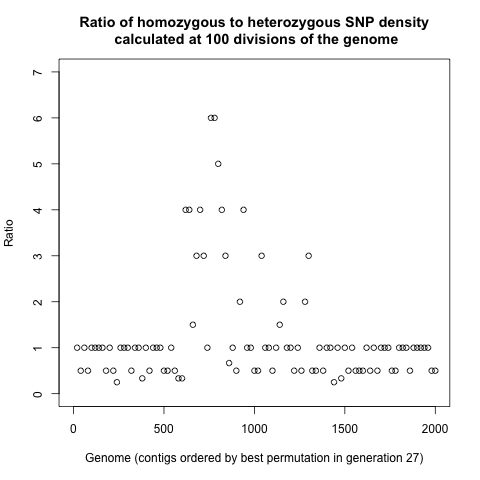 Ratio of homozygous to heterozygous SNP density
calculated at 100 divisions of the genome
7
6
5
4
3
2
1
0
Ratio
0 500 1000 1500 2000
Genome (contigs ordered by best permutation in generation 27)